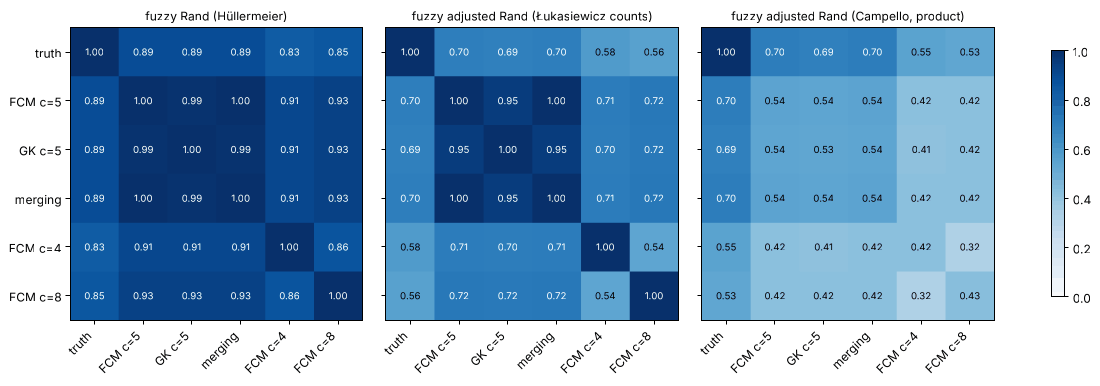 fuzzy Rand (Hüllermeier) fuzzy adjusted Rand (Łukasiewicz counts) fuzzy adjusted Rand (Campello, product)
truth 1.00 0.89 0.89 0.89 0.83 0.85 1.00 0.70 0.69 0.70 0.58 0.56 1.00 0.70 0.69 0.70 0.55 0.53 1.0
FCM c=5 0.89 1.00 0.99 1.00 0.91 0.93 0.70 1.00 0.95 1.00 0.71 0.72 0.70 0.54 0.54 0.54 0.42 0.42 0.8
GK c=5 0.89 0.99 1.00 0.99 0.91 0.93 0.69 0.95 1.00 0.95 0.70 0.72 0.69 0.54 0.53 0.54 0.41 0.42 0.6
merging 0.89 1.00 0.99 1.00 0.91 0.93 0.70 1.00 0.95 1.00 0.71 0.72 0.70 0.54 0.54 0.54 0.42 0.42 0.4
FCM c=4 0.83 0.91 0.91 0.91 1.00 0.86 0.58 0.71 0.70 0.71 1.00 0.54 0.55 0.42 0.41 0.42 0.42 0.32 0.2
FCM c=8 0.85 0.93 0.93 0.93 0.86 1.00 0.56 0.72 0.72 0.72 0.54 1.00 0.53 0.42 0.42 0.42 0.32 0.43 0.0
truth FCM c=5 GK c=5 merging FCM c=4 FCM c=8 truth FCM c=5 GK c=5 merging FCM c=4 FCM c=8 truth FCM c=5 GK c=5 merging FCM c=4 FCM c=8